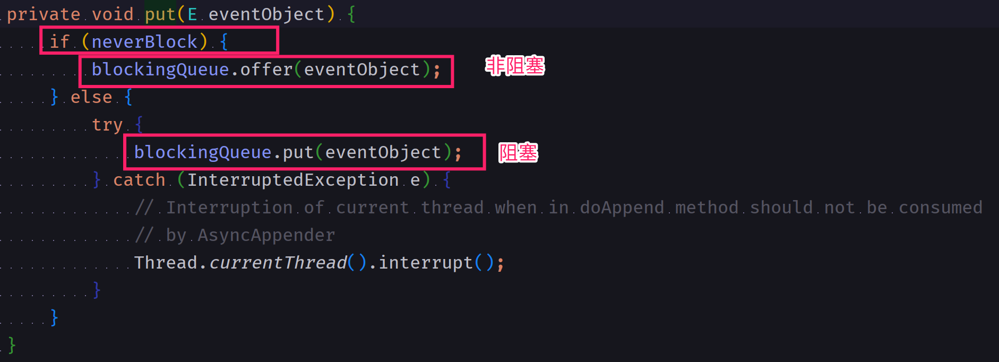 private void put(E eventObject) {
if (neverBlock) {
blockingQueue.offer(eventObject); 非阻塞
} else {
try {
blockingQueue.put(eventObject); 阻塞
} catch (InterruptedException e) {
// Interruption of current thread when in doAppend method should not be consumed
// by AsyncAppender
Thread.currentThread().interrupt();
}
}
}